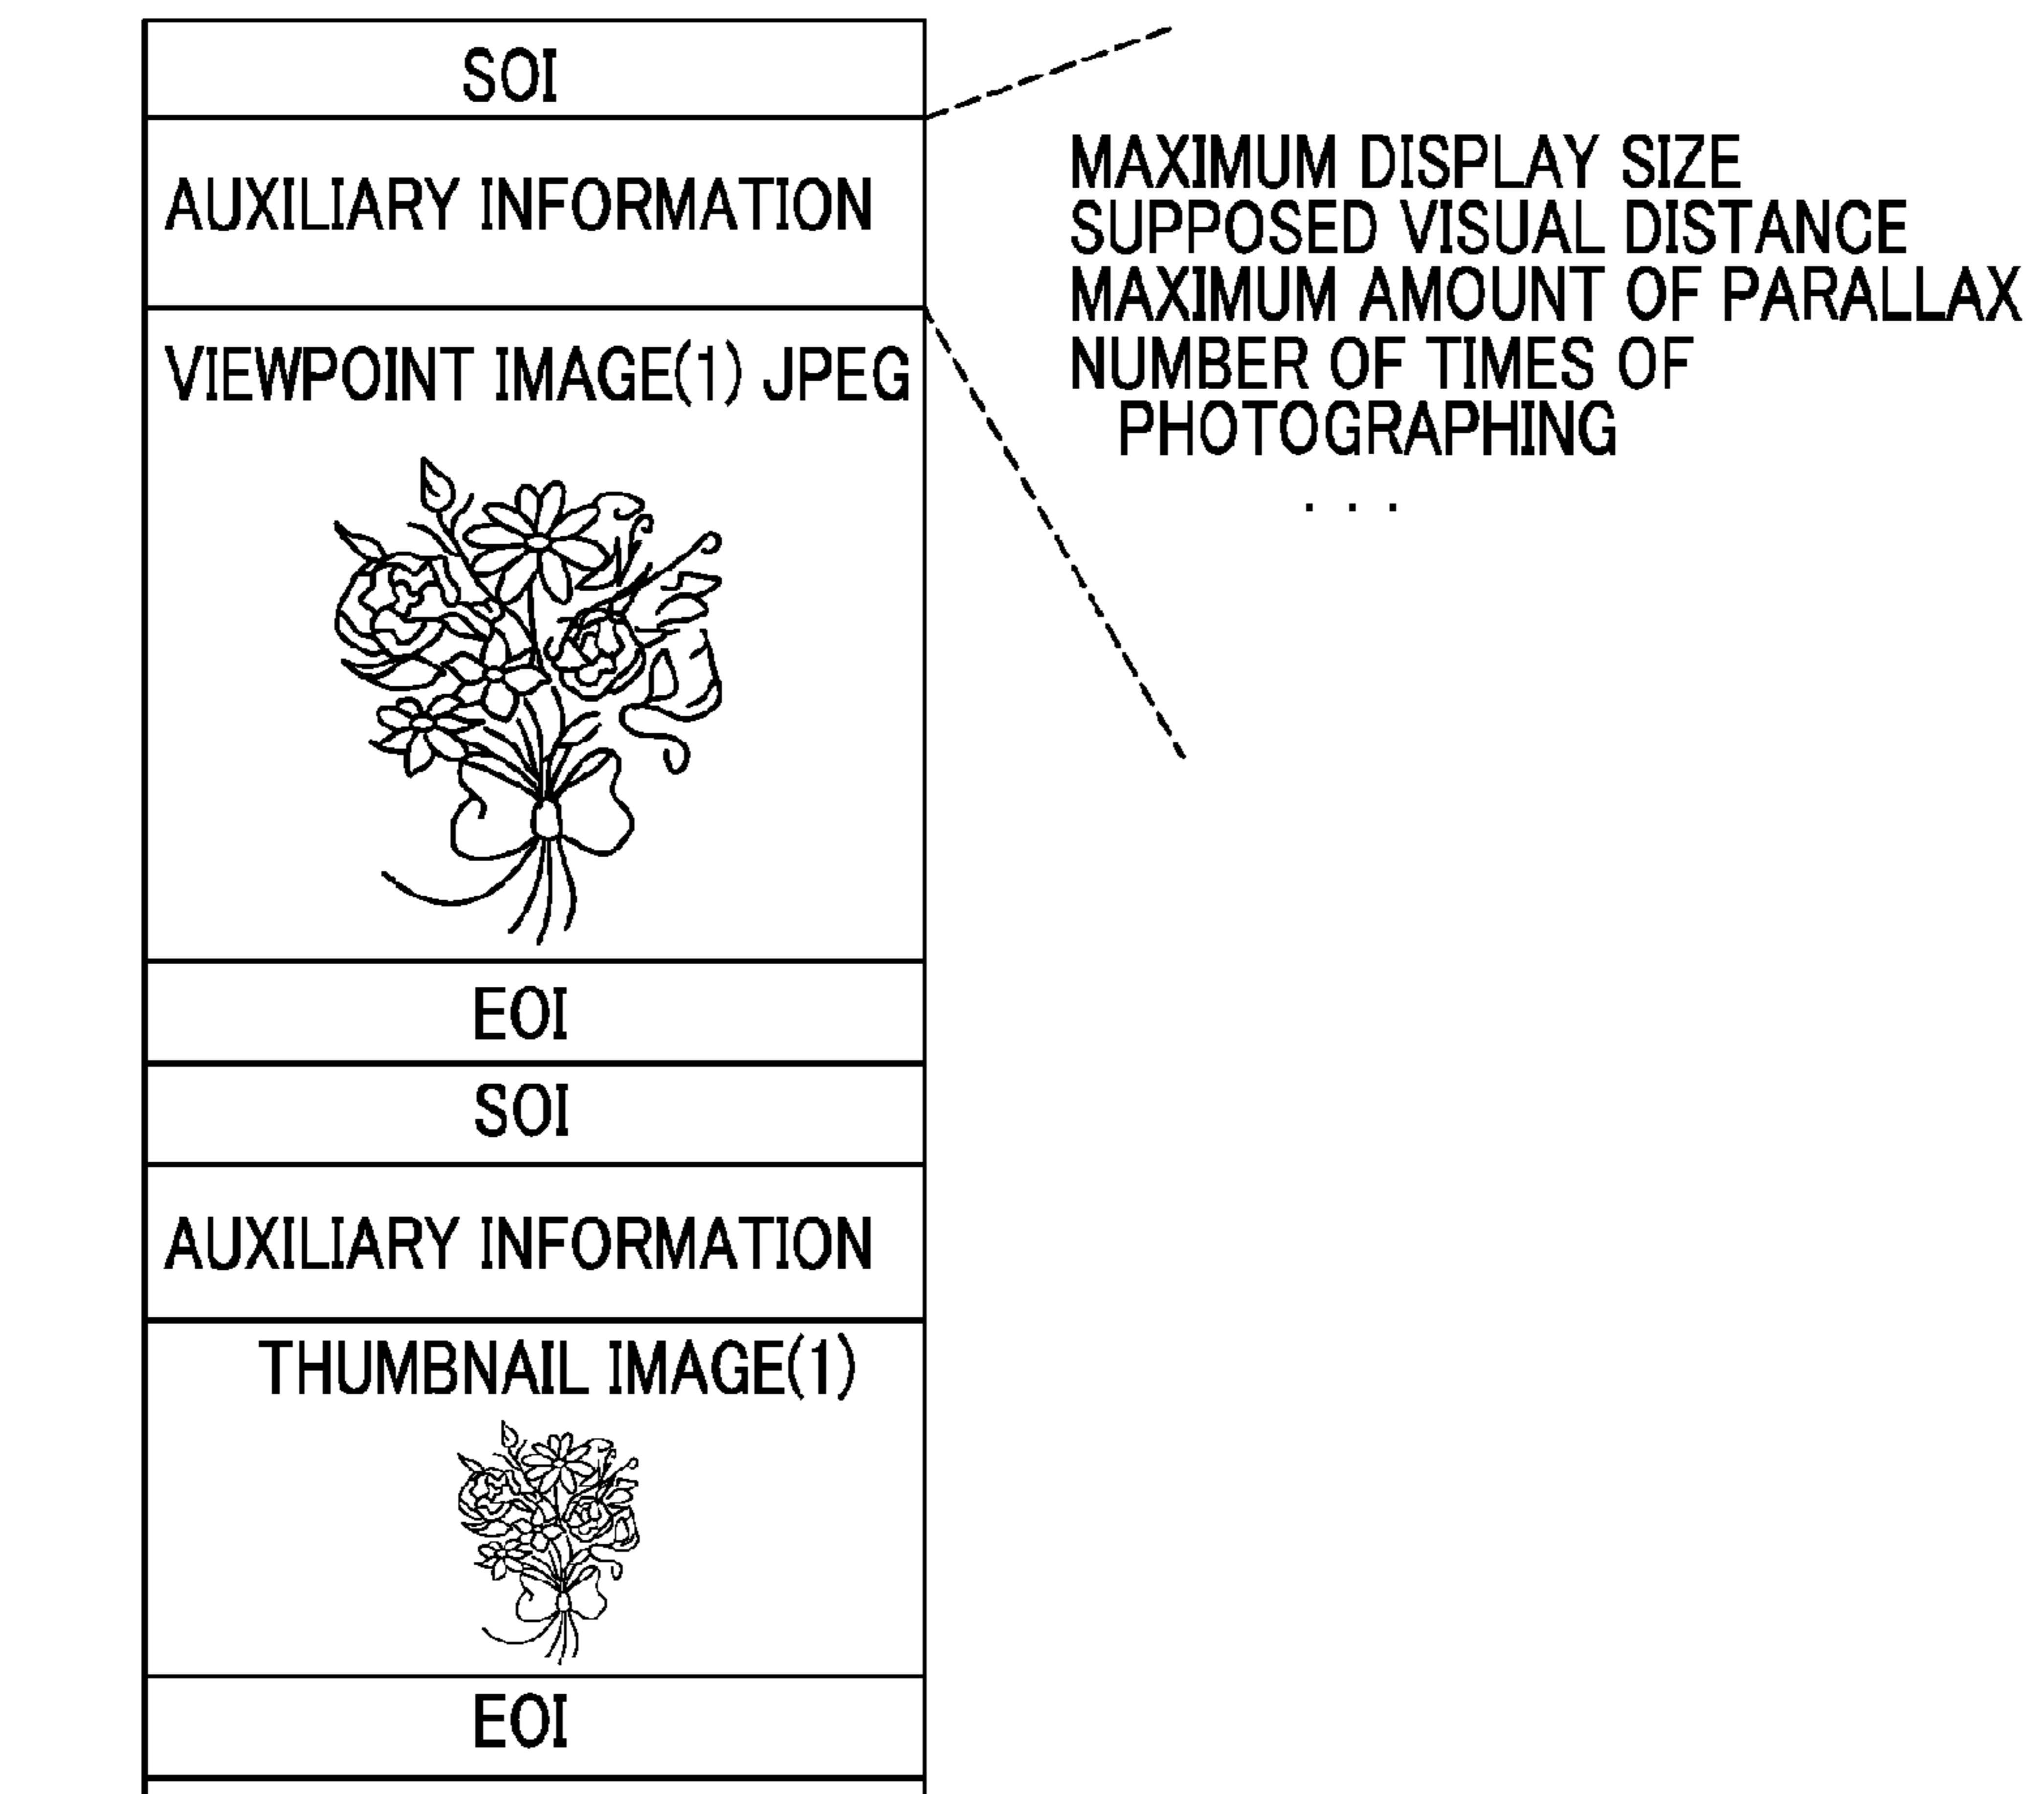 SOI
AUXILIARY INFORMATION
MAXIMUM DISPLAY SIZE
SUPPOSED VISUAL DISTANCE
MAXIMUM AMOUNT OF PARALLAX
NUMBER OF TIMES OF
PHOTOGRAPHING
. . .
VIEWPOINT IMAGE(1) JPEG
EOI
SOI
AUXILIARY INFORMATION
THUMBNAIL IMAGE(1)
EOI